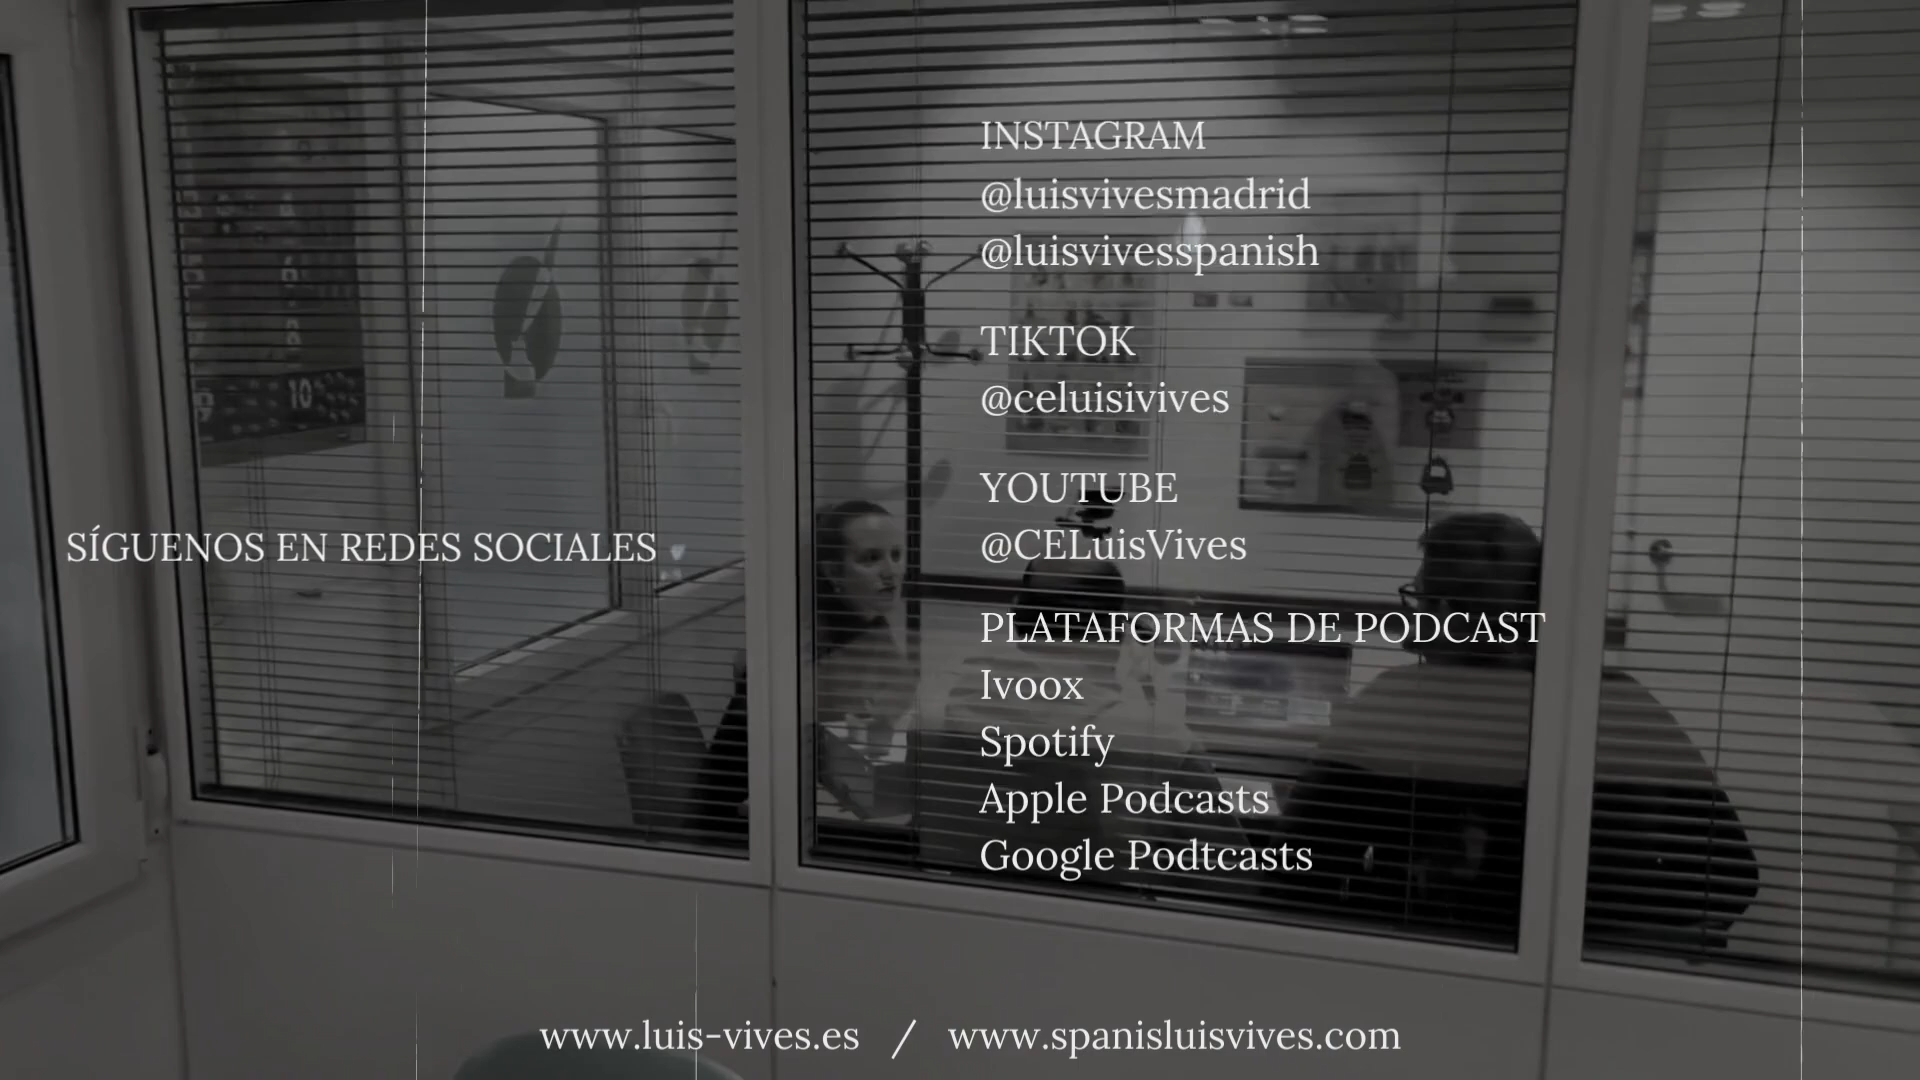 INSTAGRAM
@luisvivesmadrid
@luisvivesspanish
TIKTOK
@celuisivives
YOUTUBE
@CELuisVives
SÍGUENOS EN REDES SOCIALES
PLATAFORMAS DE PODCAST
Ivoox
Spotify
Apple Podcasts
Google Podtcasts
10
www.luis-vives.es / www.spanisluisvives.com